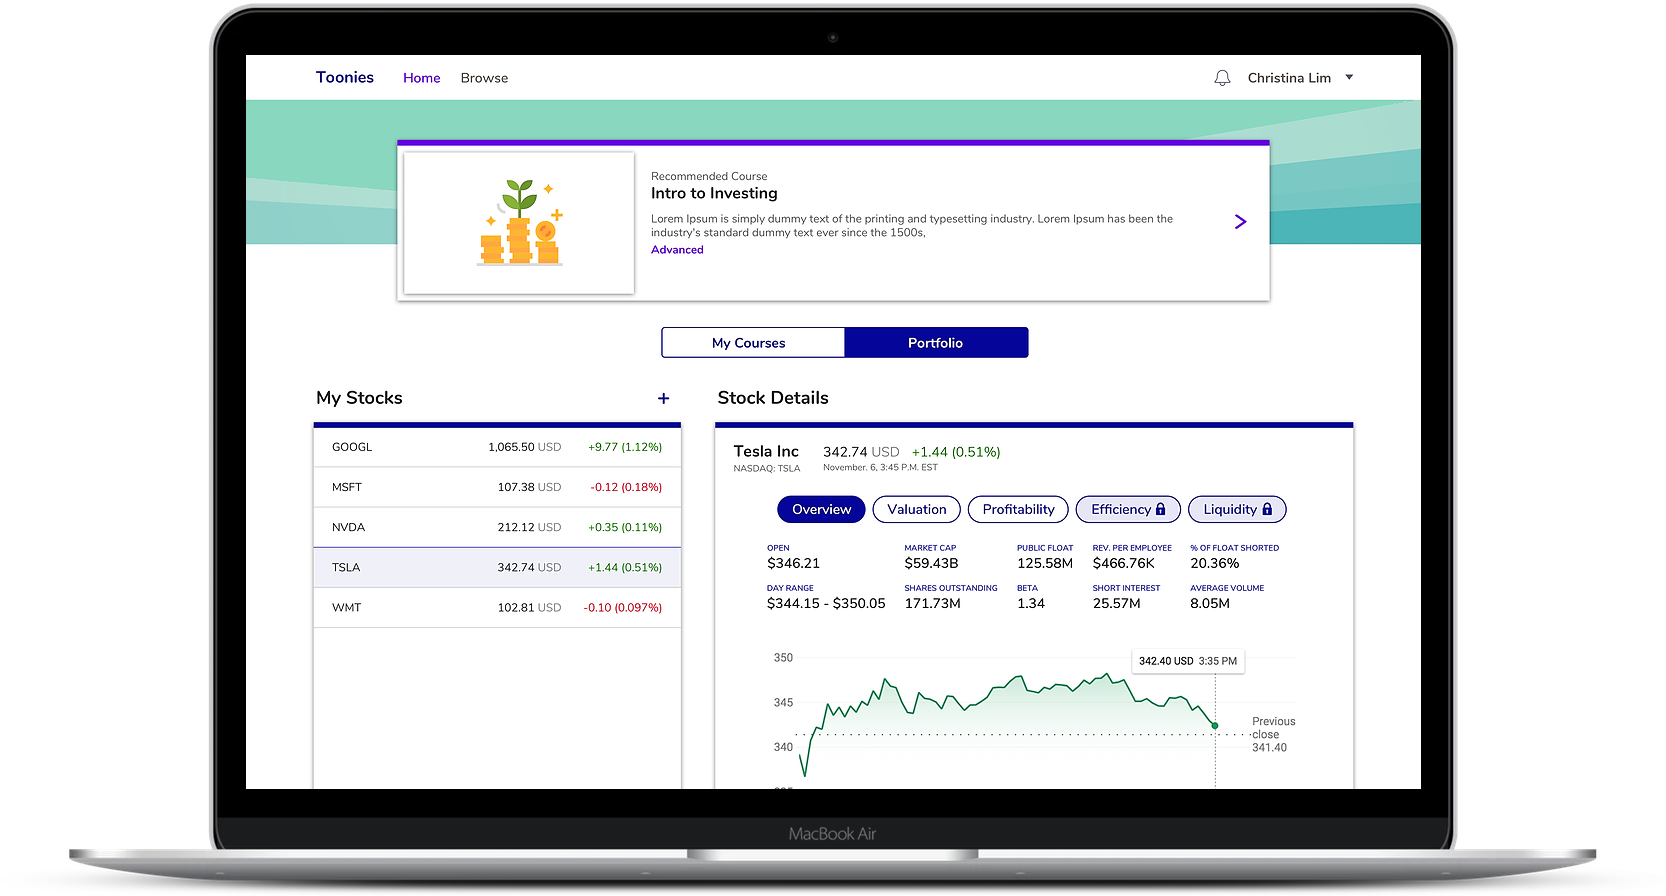 Toonies Home Browse Christina Lim
Recommended Course
Intro to Investing
Lorem Ipsum is simply dummy text of the printing and typesetting industry. Lorem Ipsum has been the
industry's standard dummy text ever since the 1500s,
Advanced
My Courses Portfolio
My Stocks +
GOOGL 1,065.50 USD +9.77 (1.12%)
MSFT 107.38 USD -0.12 (0.18%)
NVDA 212.12 USD +0.35 (0.11%)
TSLA 342.74 USD +1.44 (0.51%)
WMT 102.81 USD -0.10 (0.097%)
Stock Details
Tesla Inc 342.74 USD +1.44 (0.51%)
NASDAQ: TSLA November. 6, 3:45 P.M. EST
Overview Valuation Profitability Efficiency Liquidity
OPEN MARKET CAP PUBLIC FLOAT REV. PER EMPLOYEE % OF FLOAT SHORTED
$346.21 $59.43B 125.58M $466.76K 20.36%
DAY RANGE SHARES OUTSTANDING BETA SHORT INTEREST AVERAGE VOLUME
$344.15 - $350.05 171.73M 1.34 25.57M 8.05M
350
342.40 USD 3:35 PM
345
340
Previous
close
341.40
MacBook Air